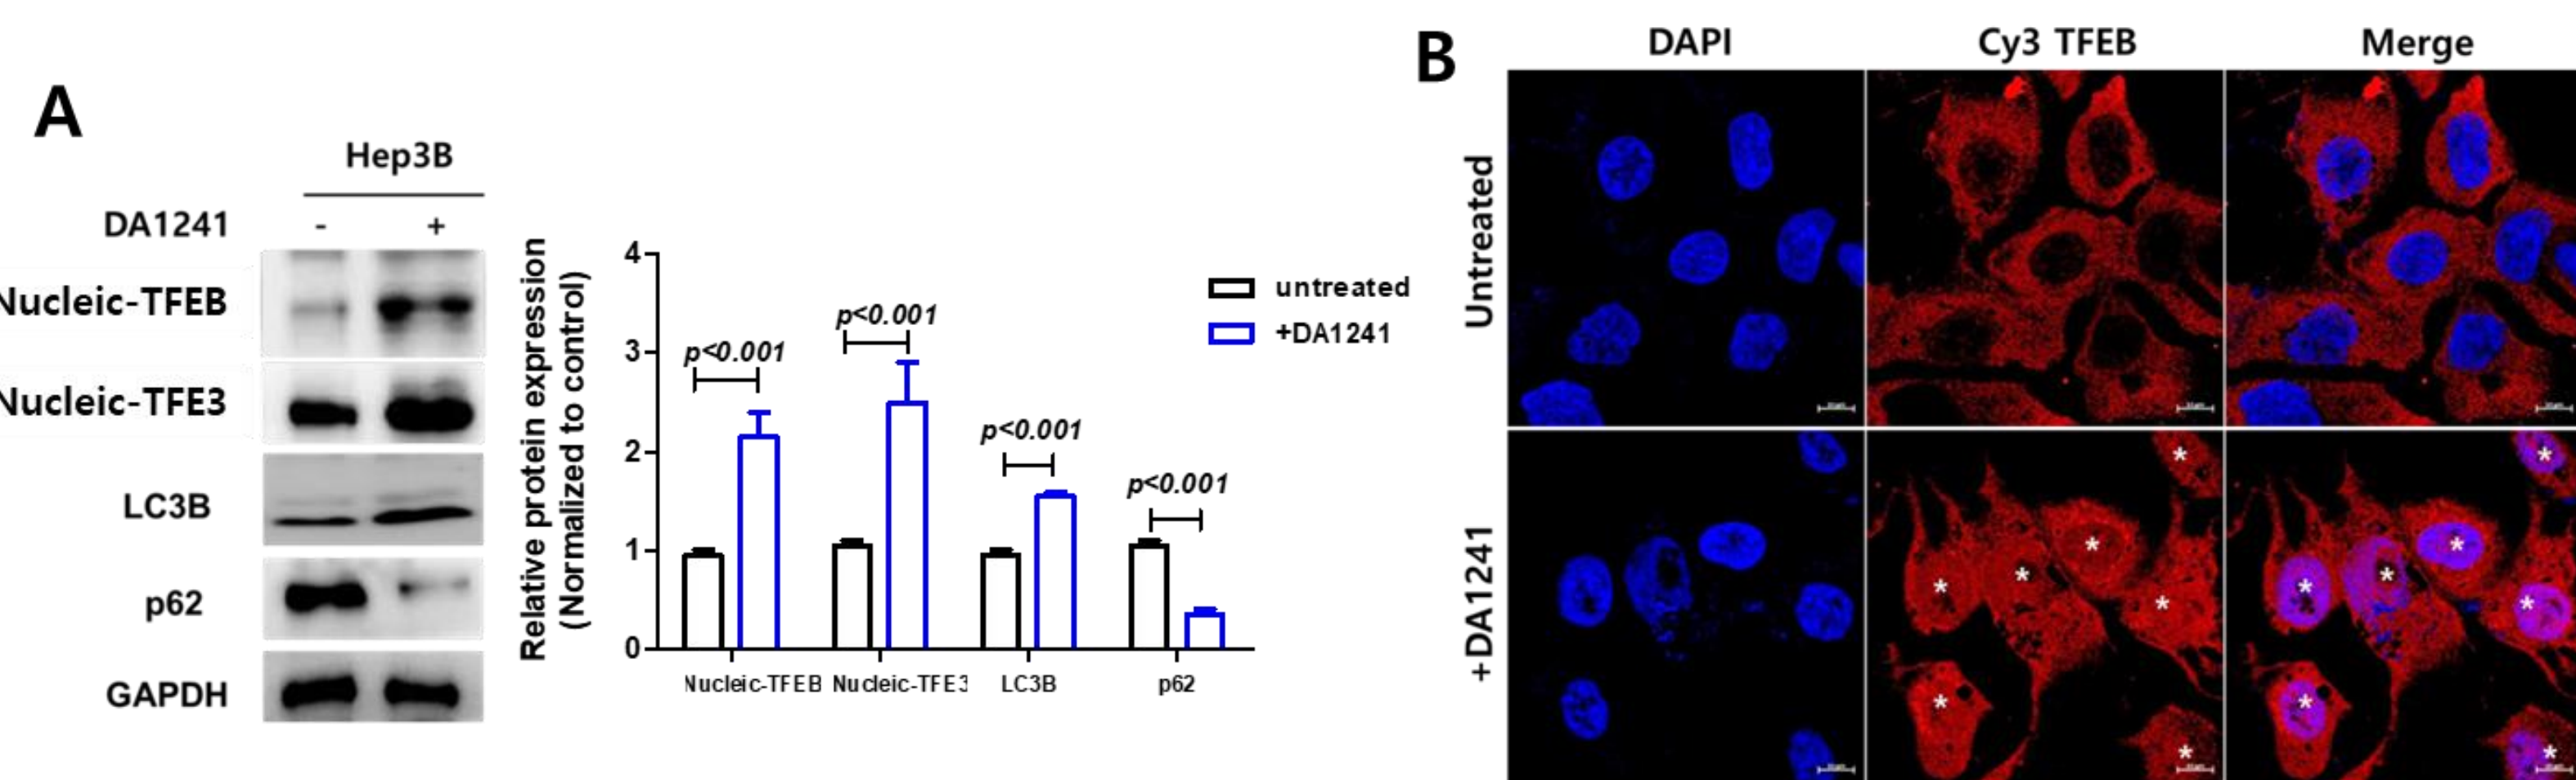 A
Hep3B
DA1241 - +
Nucleic-TFEB
Nucleic-TFE3
LC3B
p62
GAPDH
Relative protein expression
(Normalized to control)
4
3
2
1
0
p<0.001
p<0.001
p<0.001
p<0.001
Nucleic-TFEB Nucleic-TFE3 LC3B p62
untreated
+DA1241
B
DAPI Cy3 TFEB Merge
Untreated
+DA1241
* * * * * * *
* * * * * * *